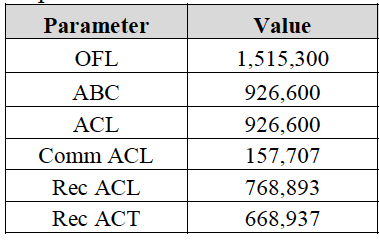 Parameter Value
OFL 1,515,300
ABC 926,600
ACL 926,600
Comm ACL 157,707
Rec ACL 768,893
Rec ACT 668,937